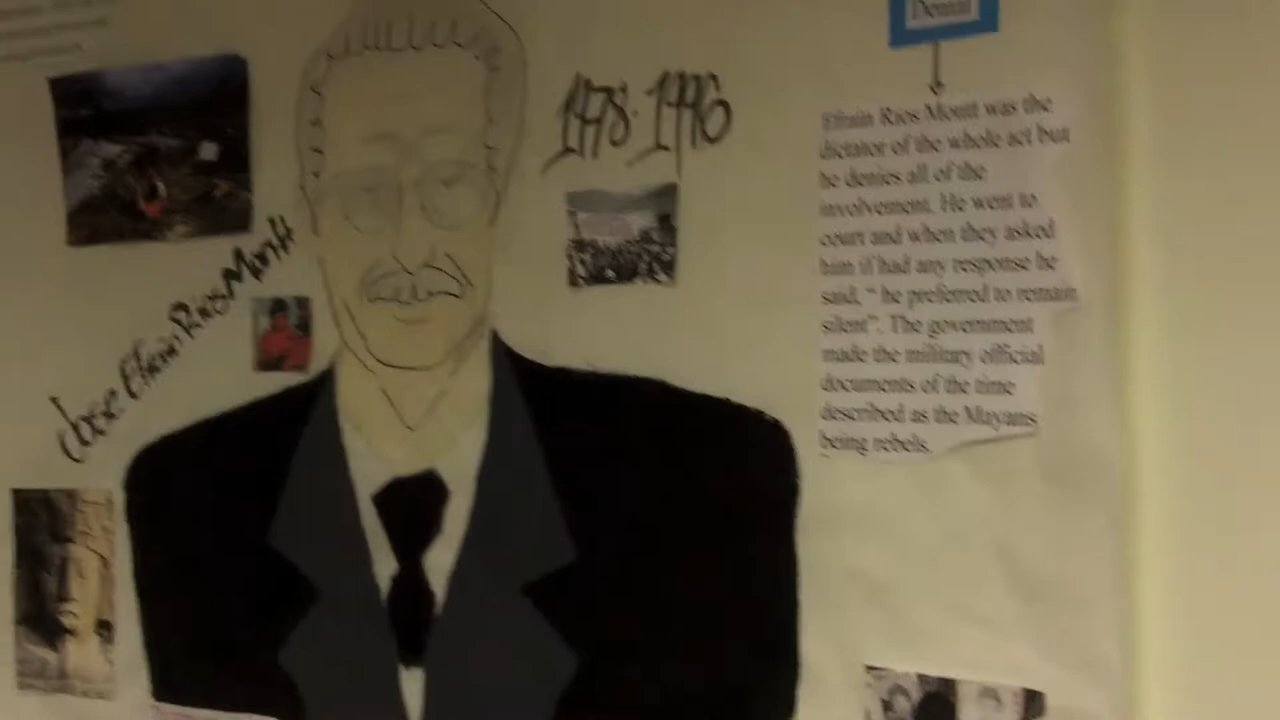 Denial
1978-1996
Jose Efrain Rios Montt
Efrain Rios Montt was the
dictator of the whole act but
he denies all of the
involvement. He went to
court and when they asked
him if had any response he
said, " he preferred to remain
silent". The government
made the military official
documents of the time
described as the Mayans
being rebels.